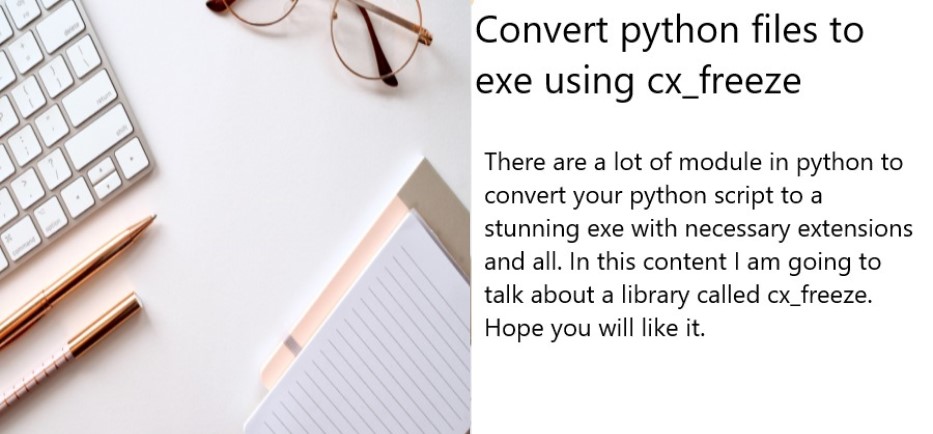 Convert python files to
exe using cx_freeze
There are a lot of module in python to
convert your python script to a
stunning exe with necessary extensions
and all. In this content I am going to
talk about a library called cx_freeze.
Hope you will like it.